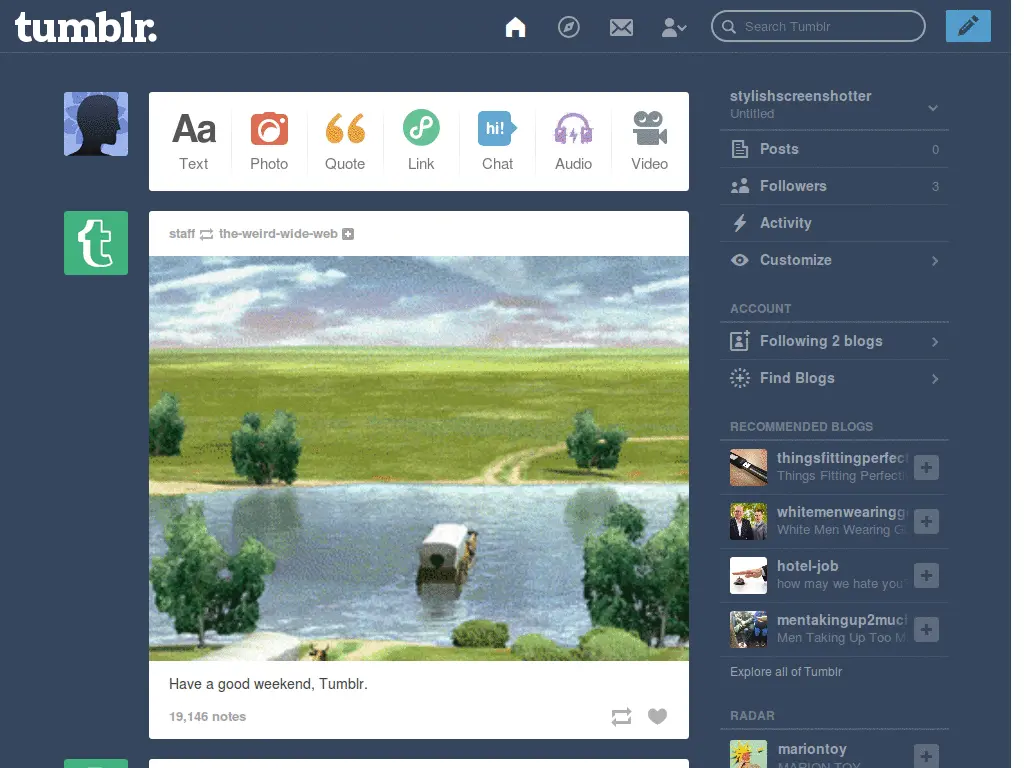 tumblr.
Search Tumblr
Aa
Text
Photo
Quote
Link
hi!
Chat
Audio
Video
t
staff the-weird-wide-web
Have a good weekend, Tumblr.
19,146 notes
stylishscreenshotter
Untitled
Posts 0
Followers 3
Activity
Customize
ACCOUNT
Following 2 blogs
Find Blogs
RECOMMENDED BLOGS
thingsfittingperfec
Things Fitting Perfect
whitemenwearingg
White Men Wearing G
hotel-job
how may we hate you
mentakingup2muc
Men Taking Up Too M
Explore all of Tumblr
RADAR
mariontoy
MARION TOY